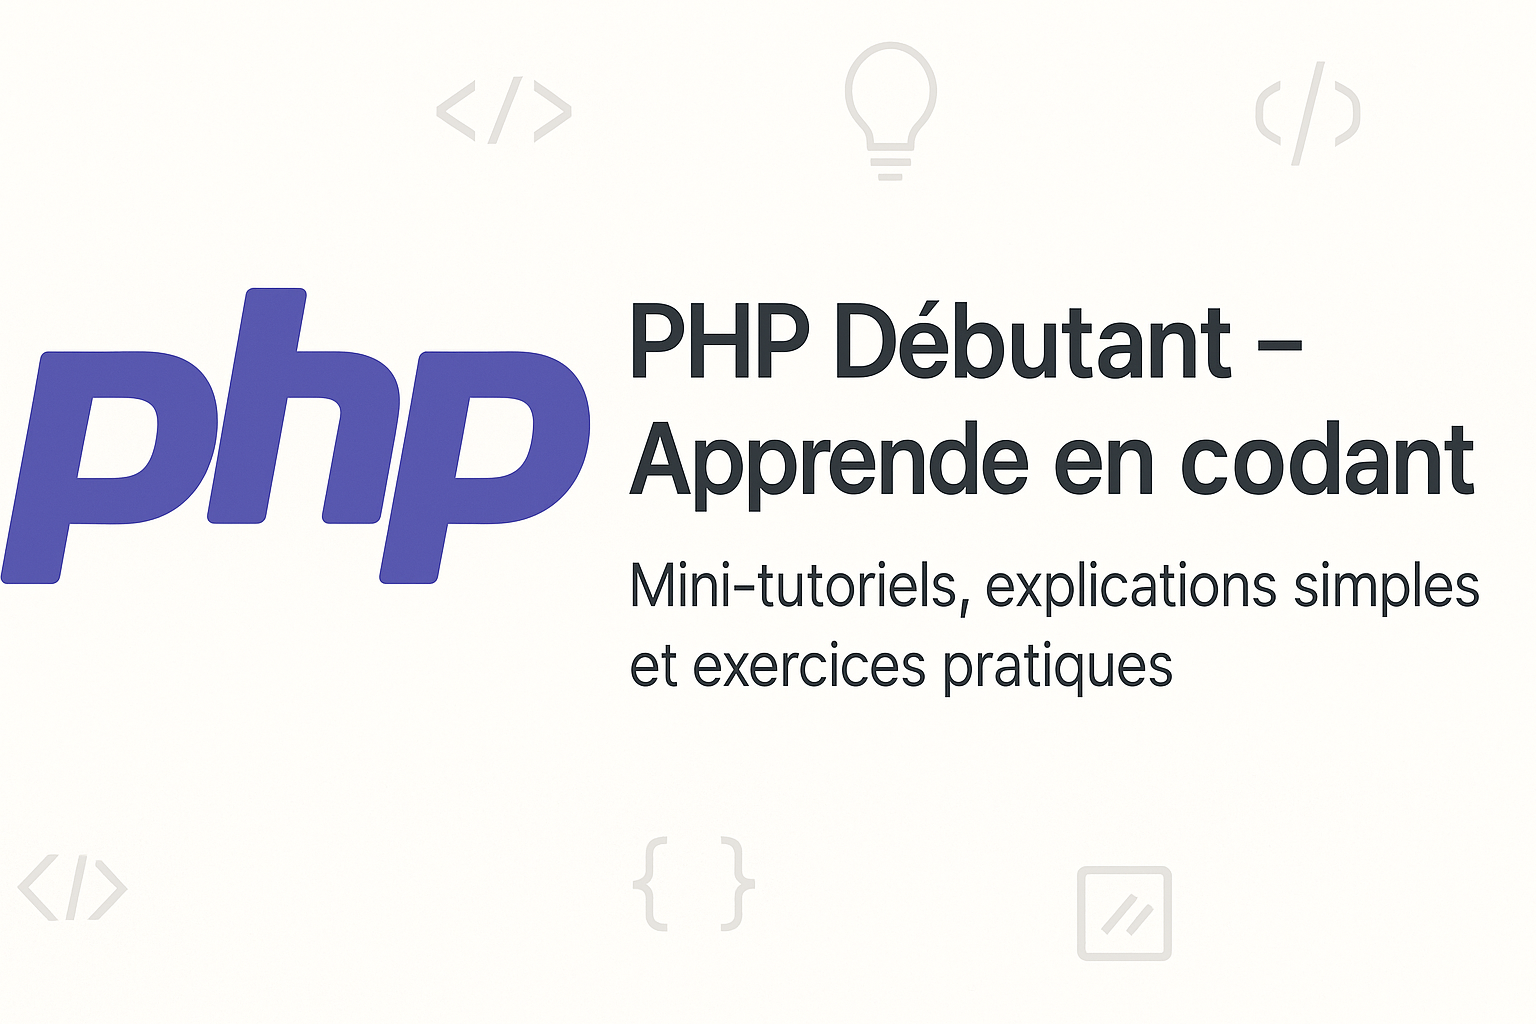 php
PHP Débutant –
Apprende en codant
Mini-tutoriels, explications simples
et exercices pratiques